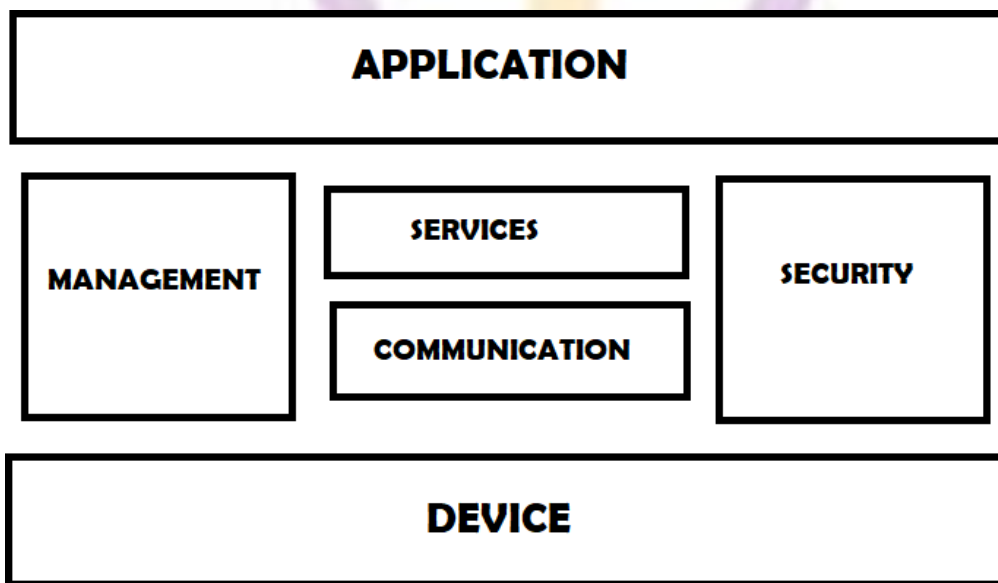 APPLICATION
MANAGEMENT
SERVICES
COMMUNICATION
SECURITY
DEVICE